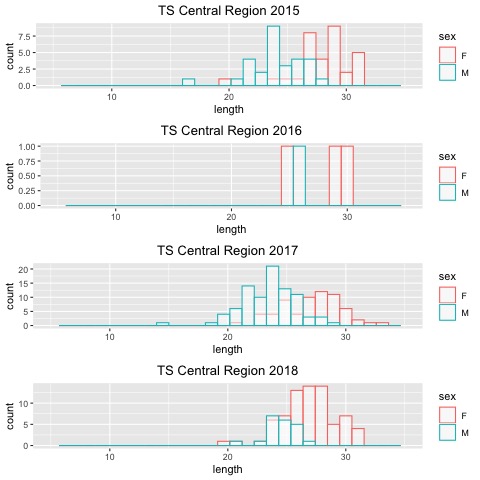 TS Central Region 2015
count
7.5
5.0
2.5
0.0
10 20 30
length
sex
F
M
TS Central Region 2016
count
1.00
0.75
0.50
0.25
0.00
10 20 30
length
sex
F
M
TS Central Region 2017
count
20
15
10
5
0
10 20 30
length
sex
F
M
TS Central Region 2018
count
10
5
0
10 20 30
length
sex
F
M